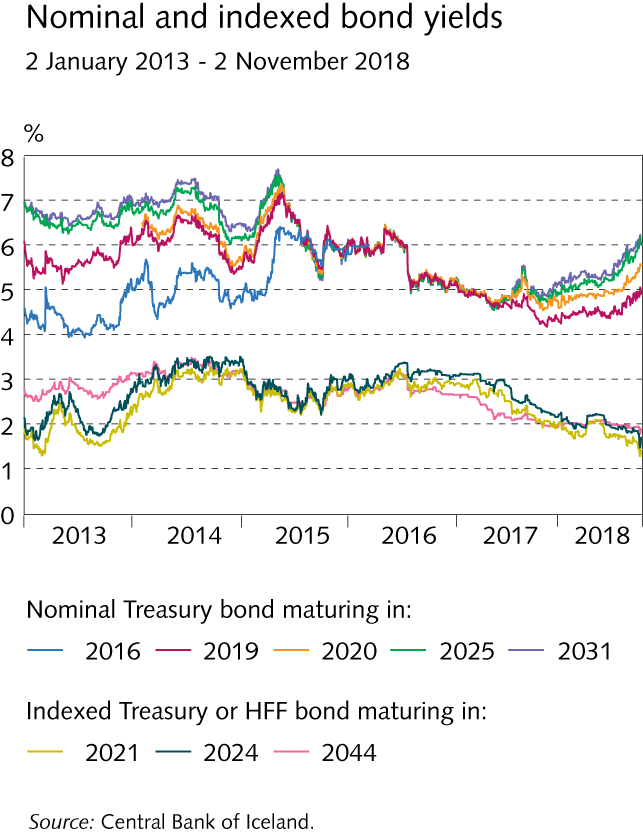 Nominal and indexed bond yields
2 January 2013 - 2 November 2018
%
8
7
6
5
4
3
2
1
0
2013 2014 2015 2016 2017 2018
Nominal Treasury bond maturing in:
2016 2019 2020 2025 2031
Indexed Treasury or HFF bond maturing in:
2021 2024 2044
Source: Central Bank of Iceland.